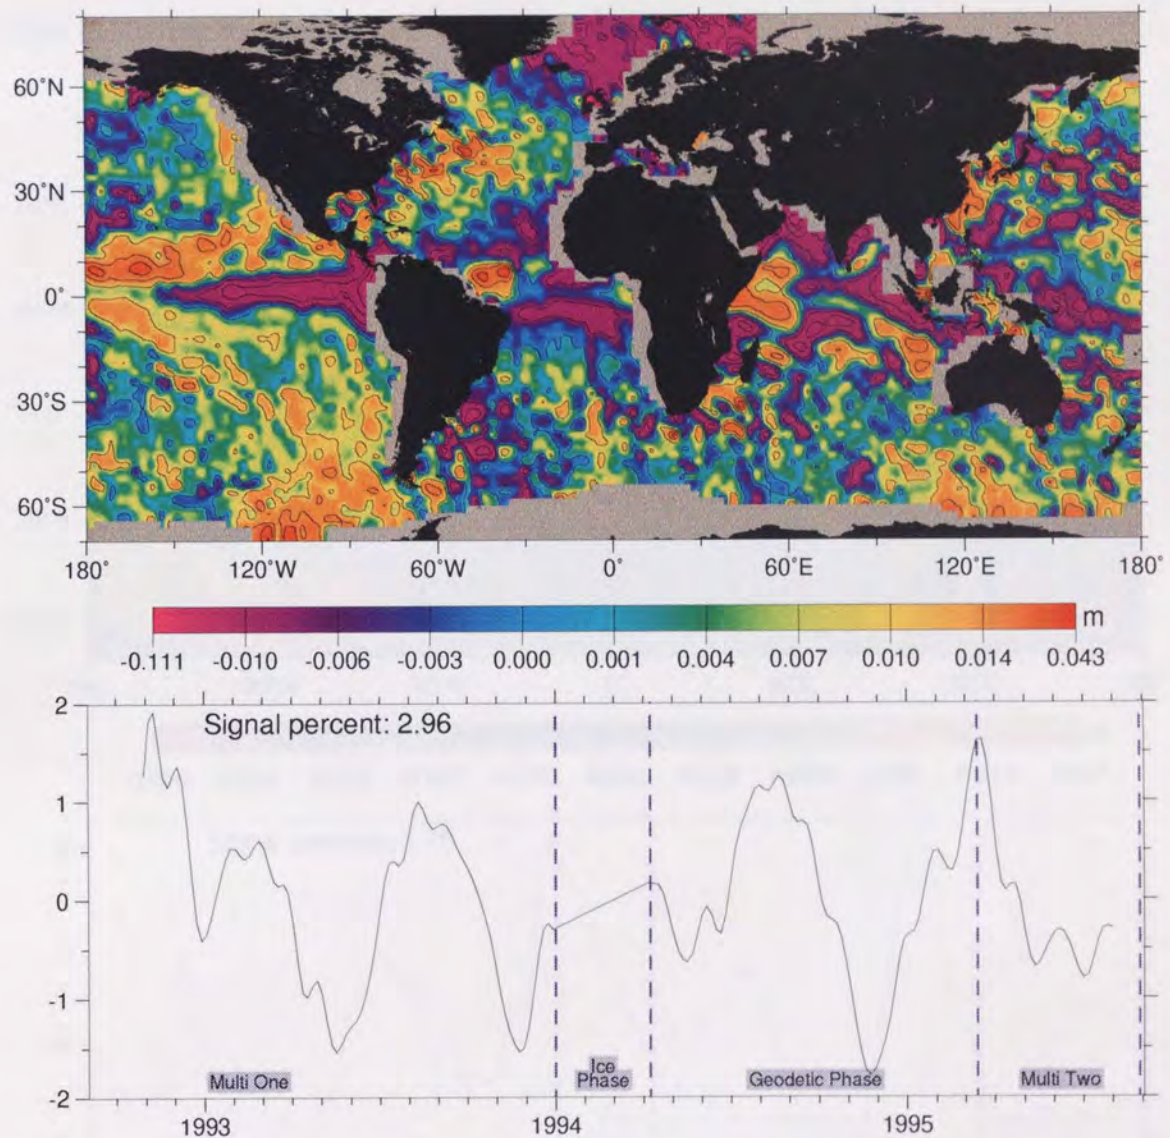 60˚N
30˚N
0˚
30˚S
60˚S
180˚ 120˚W 60˚W 0˚ 60˚E 120˚E 180˚
m
-0.111 -0.010 -0.006 -0.003 0.000 0.001 0.004 0.007 0.010 0.014 0.043
Signal percent: 2.96
2
1
0
-1
-2
Multi One
Ice
Phase
Geodetic Phase
Multi Two
1993 1994 1995